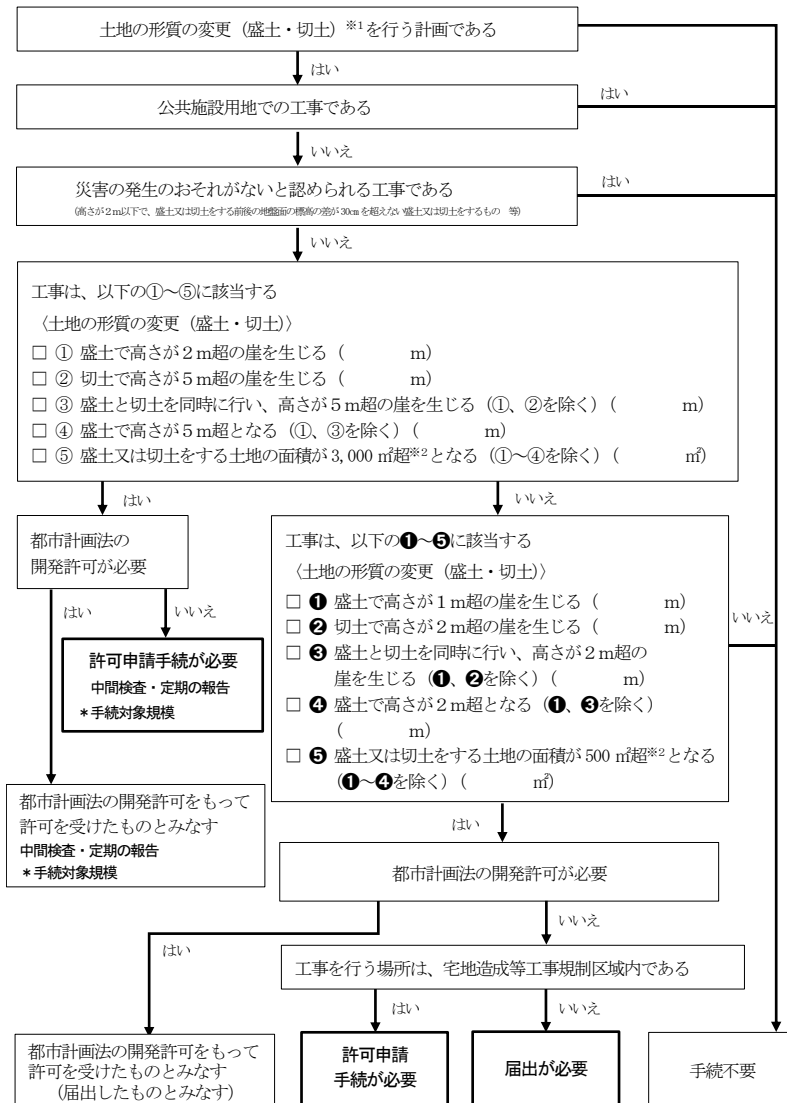 土地の形質の変更（盛土・切土）※1を行う計画である
はい
公共施設用地での工事である
はい
いいえ
災害の発生のおそれがないと認められる工事である
（高さが２ｍ以下で、盛土又は切土をする前後の地盤面の標高の差が30㎝を超えない盛土又は切土をするもの　等）
はい
いいえ
工事は、以下の①～⑤に該当する
〈土地の形質の変更（盛土・切土）〉
□ ① 盛土で高さが２ｍ超の崖を生じる（　　　　ｍ）
□ ② 切土で高さが５ｍ超の崖を生じる（　　　　ｍ）
□ ③ 盛土と切土を同時に行い、高さが５ｍ超の崖を生じる（①、②を除く）（　　　　ｍ）
□ ④ 盛土で高さが５ｍ超となる（①、③を除く）（　　　　ｍ）
□ ⑤ 盛土又は切土をする土地の面積が3,000㎡超※2となる（①～④を除く）（　　　　㎡）
はい
いいえ
都市計画法の
開発許可が必要
はい
いいえ
許可申請手続が必要
中間検査・定期の報告
＊手続対象規模
都市計画法の開発許可をもって
許可を受けたものとみなす
中間検査・定期の報告
＊手続対象規模
工事は、以下の❶～❺に該当する
〈土地の形質の変更（盛土・切土）〉
□ ❶ 盛土で高さが１ｍ超の崖を生じる（　　　　ｍ）
□ ❷ 切土で高さが２ｍ超の崖を生じる（　　　　ｍ）
□ ❸ 盛土と切土を同時に行い、高さが２ｍ超の
崖を生じる（❶、❷を除く）（　　　　ｍ）
□ ❹ 盛土で高さが２ｍ超となる（❶、❸を除く）
（　　　　ｍ）
□ ❺ 盛土又は切土をする土地の面積が500㎡超※2となる
（❶～❹を除く）（　　　　㎡）
いいえ
はい
都市計画法の開発許可が必要
はい
いいえ
工事を行う場所は、宅地造成等工事規制区域内である
はい
いいえ
都市計画法の開発許可をもって
許可を受けたものとみなす
（届出したものとみなす）
許可申請
手続が必要
届出が必要
手続不要